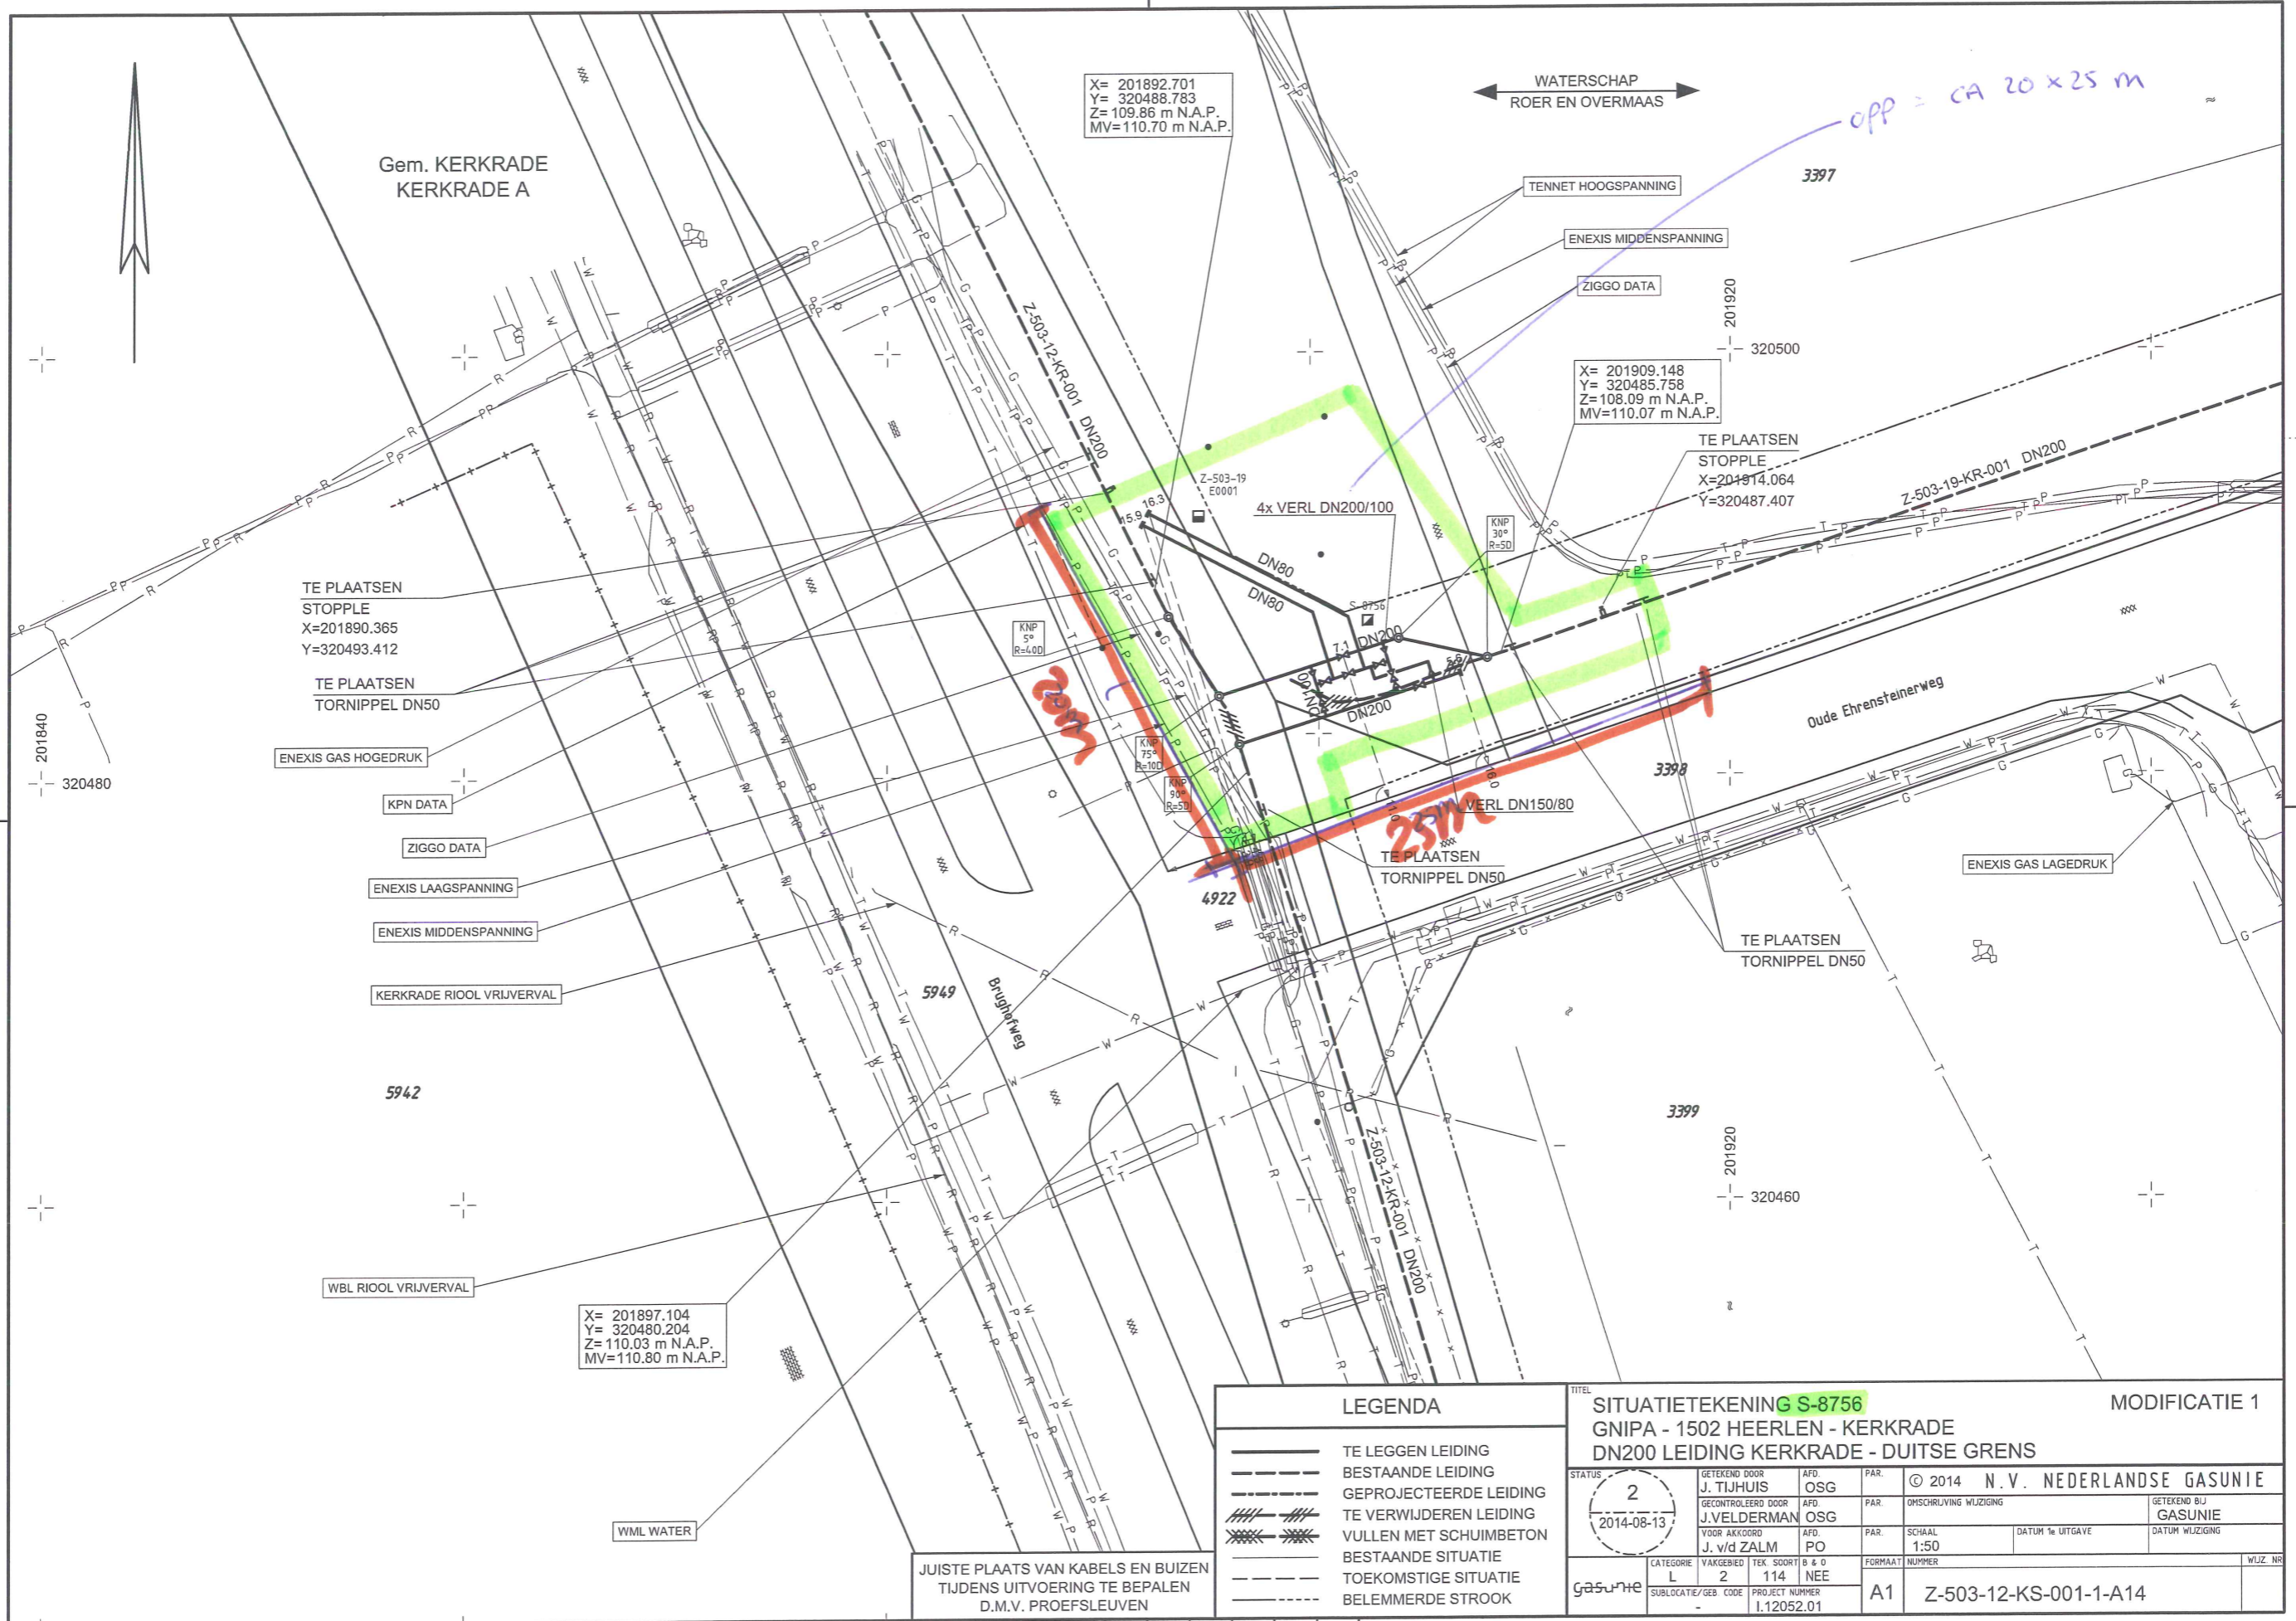 X= 201892.701
Y= 320488.783
Z= 109.86 m N.A.P.
MV=110.70 m N.A.P.
WATERSCHAP
ROER EN OVERMAAS
opp = CA 20 x 25 m
Gem. KERKRADE
KERKRADE A
3397
TENNET HOOGSPANNING
ENEXIS MIDDENSPANNING
ZIGGO DATA
201920
320500
X= 201909.148
Y= 320485.758
Z= 108.09 m N.A.P.
MV=110.07 m N.A.P.
TE PLAATSEN
STOPPLE
X=201914.064
Y=320487.407
Z-503-12-KR-001 DN200
Z-503-19-KR-001 DN200
Z-503-19
E0001
4x VERL DN200/100
KNP
30°
R=5D
15.9
16.3
DN80
DN80
S-8756
7.1
DN200
5.6
DN100
DN200
TE PLAATSEN
STOPPLE
X=201890.365
Y=320493.412
TE PLAATSEN
TORNIPPEL DN50
KNP
5°
R=40D
20m
KNP
75°
R=10D
KNP
90°
R=5D
Oude Ehrensteinerweg
201840
320480
ENEXIS GAS HOGEDRUK
KPN DATA
ZIGGO DATA
ENEXIS LAAGSPANNING
ENEXIS MIDDENSPANNING
KERKRADE RIOOL VRIJVERVAL
3398
160
110
VERL DN150/80
25m
TE PLAATSEN
TORNIPPEL DN50
ENEXIS GAS LAGEDRUK
4922
TE PLAATSEN
TORNIPPEL DN50
5949
Brughofweg
5942
3399
201920
320460
Z-503-12-KR-001 DN200
WBL RIOOL VRIJVERVAL
X= 201897.104
Y= 320480.204
Z= 110.03 m N.A.P.
MV=110.80 m N.A.P.
WML WATER
JUISTE PLAATS VAN KABELS EN BUIZEN
TIJDENS UITVOERING TE BEPALEN
D.M.V. PROEFSLEUVEN
LEGENDA
TE LEGGEN LEIDING
BESTAANDE LEIDING
GEPROJECTEERDE LEIDING
TE VERWIJDEREN LEIDING
VULLEN MET SCHUIMBETON
BESTAANDE SITUATIE
TOEKOMSTIGE SITUATIE
BELEMMERDE STROOK
TITEL
SITUATIETEKENING S-8756
MODIFICATIE 1
GNIPA - 1502 HEERLEN - KERKRADE
DN200 LEIDING KERKRADE - DUITSE GRENS
STATUS
2
2014-08-13
GETEKEND DOOR
J. TIJHUIS
AFD.
OSG
PAR.
© 2014 N.V. NEDERLANDSE GASUNIE
GECONTROLEERD DOOR
J.VELDERMAN
AFD.
OSG
PAR.
OMSCHRIJVING WIJZIGING
GETEKEND BIJ
GASUNIE
VOOR AKKOORD
J. v/d ZALM
AFD.
PO
PAR.
SCHAAL
1:50
DATUM 1e UITGAVE
DATUM WIJZIGING
gasunie
CATEGORIE
L
VAKGEBIED
2
TEK. SOORT
114
B & O
NEE
FORMAAT
A1
NUMMER
Z-503-12-KS-001-1-A14
WIJZ. NR
SUBLOCATIE/GEB. CODE
-
PROJECT NUMMER
I.12052.01